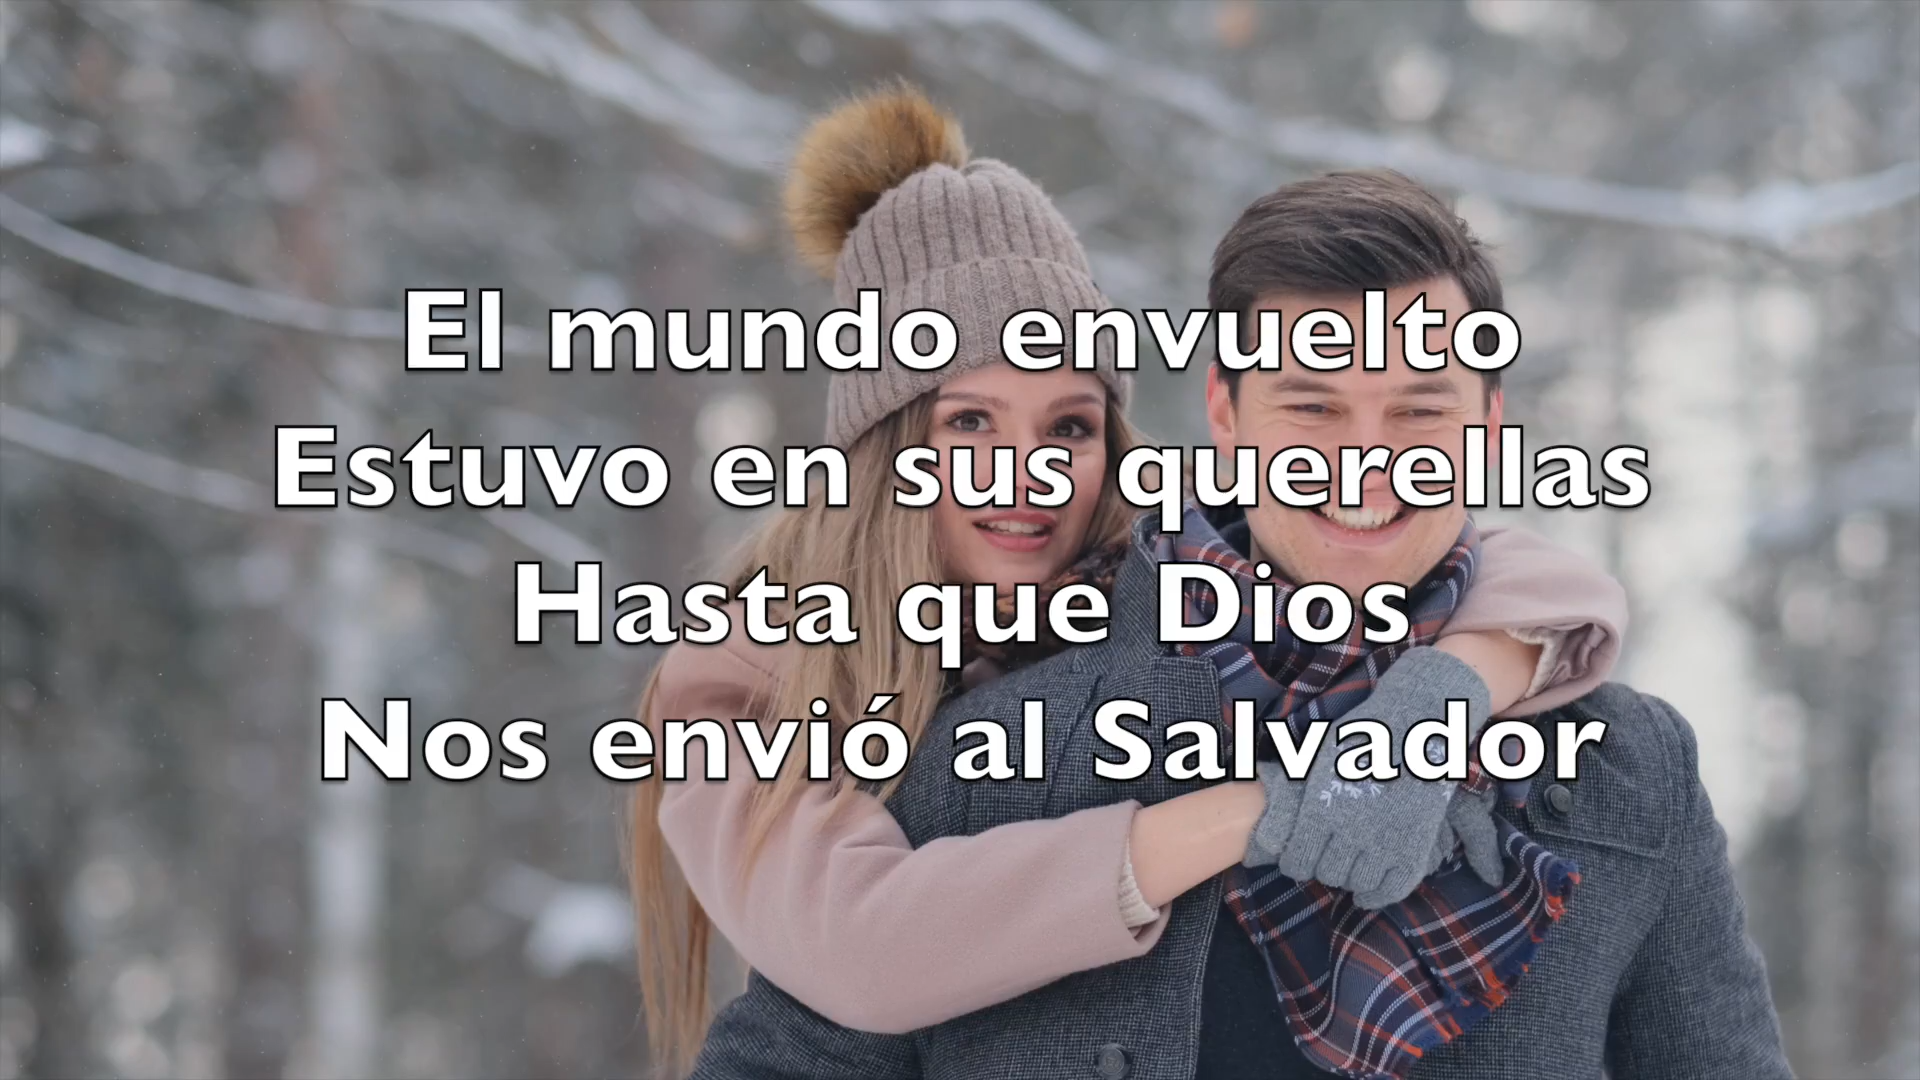 El mundo envuelto
Estuvo en sus querellas
Hasta que Dios
Nos envió al Salvador